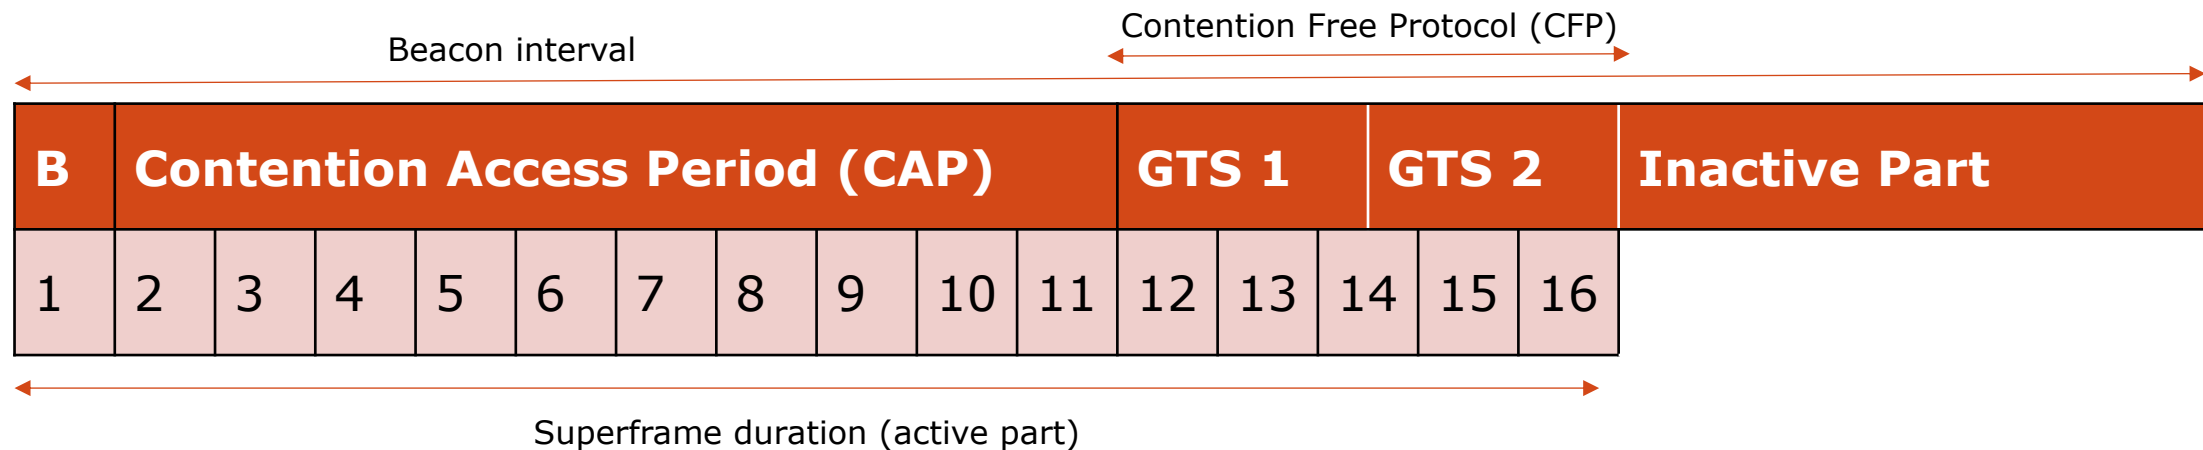 Contention Free Protocol (CFP)
Beacon interval
B Contention Access Period (CAP) GTS 1 GTS 2 Inactive Part
1 2 3 4 5 6 7 8 9 10 11 12 13 14 15 16
Superframe duration (active part)